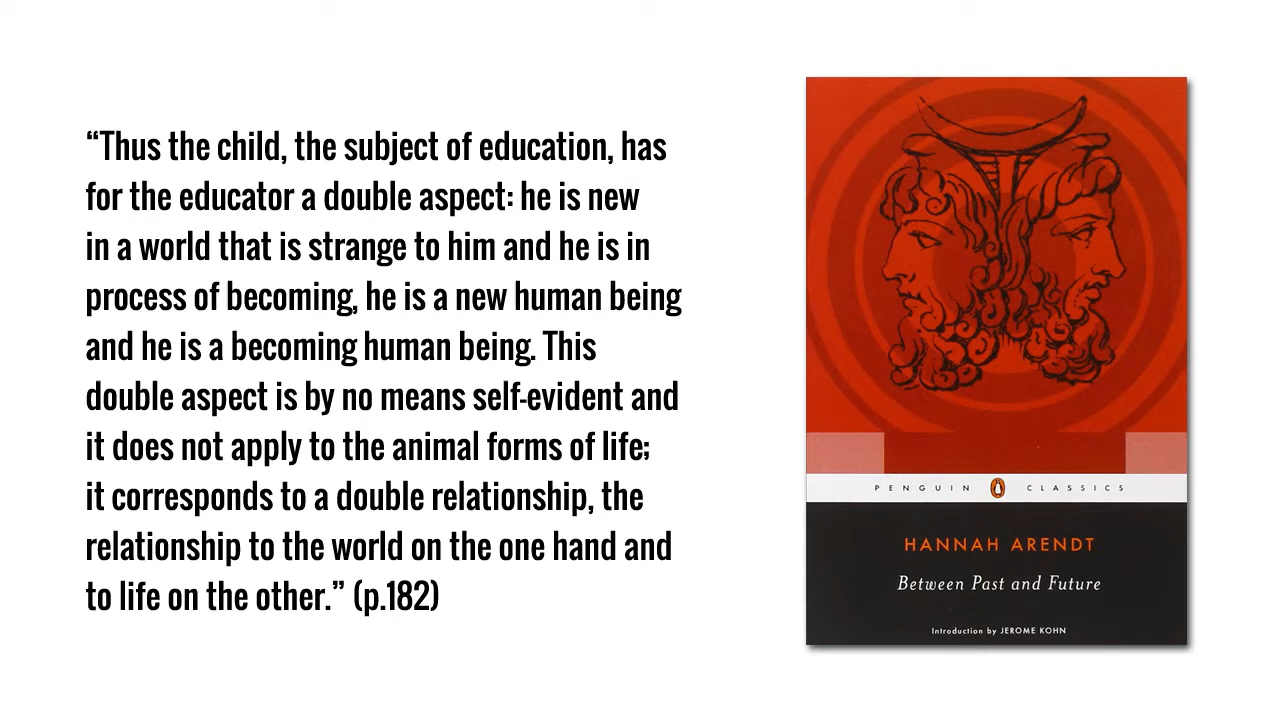 “Thus the child, the subject of education, has
for the educator a double aspect: he is new
in a world that is strange to him and he is in
process of becoming, he is a new human being
and he is a becoming human being. This
double aspect is by no means self-evident and
it does not apply to the animal forms of life;
it corresponds to a double relationship, the
relationship to the world on the one hand and
to life on the other.” (p.182)
PENGUIN CLASSICS
HANNAH ARENDT
Between Past and Future
Introduction by JEROME KOHN